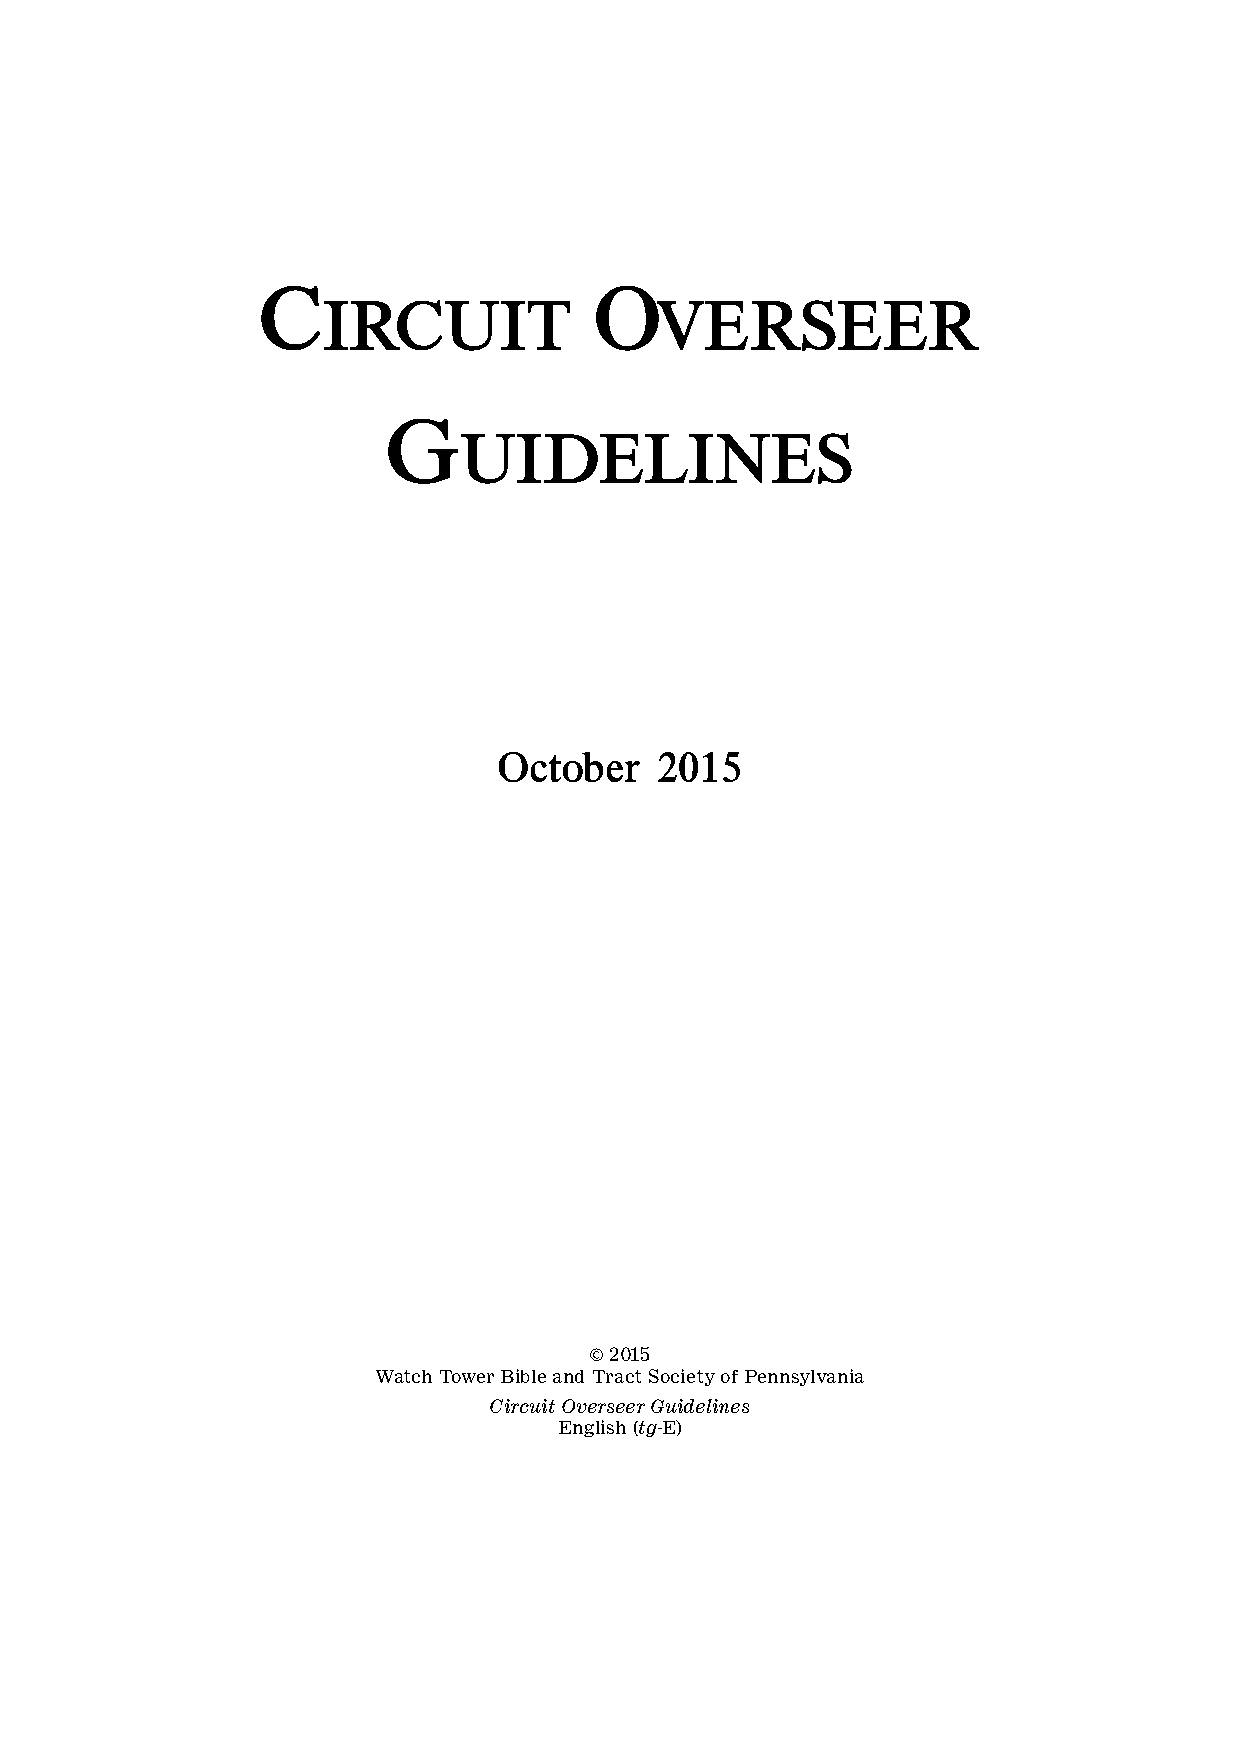 CIRCUIT OVERSEER
GUIDELINES
October 2015
© 2015
Watch Tower Bible and Tract Society of Pennsylvania
Circuit Overseer Guidelines
English (tg-E)